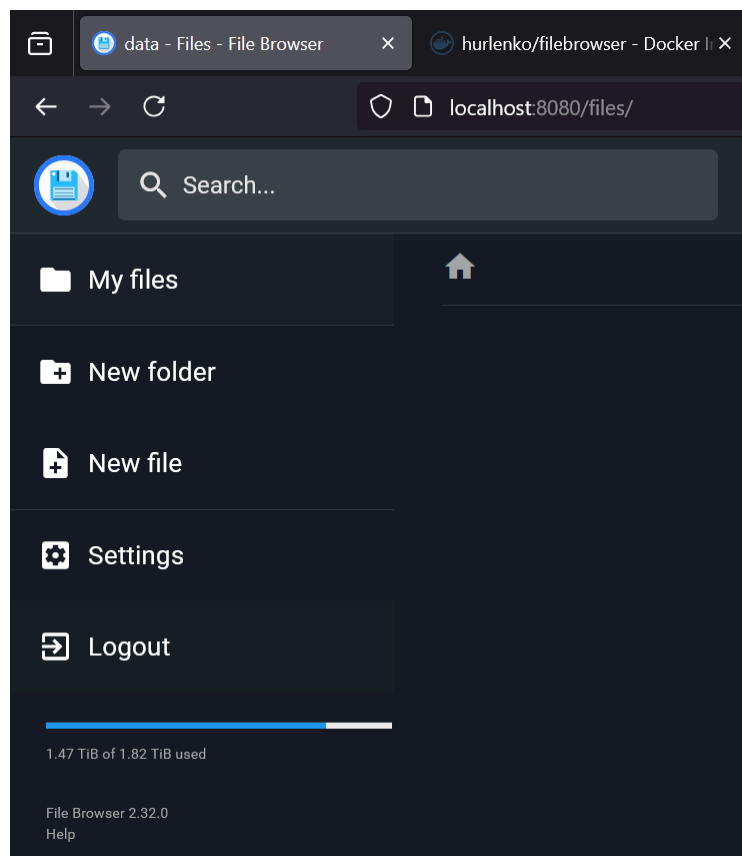 data - Files - File Browser
hurlenko/filebrowser - Docker
localhost:8080/files/
Search...
My files
New folder
New file
Settings
Logout
1.47 TiB of 1.82 TiB used
File Browser 2.32.0
Help